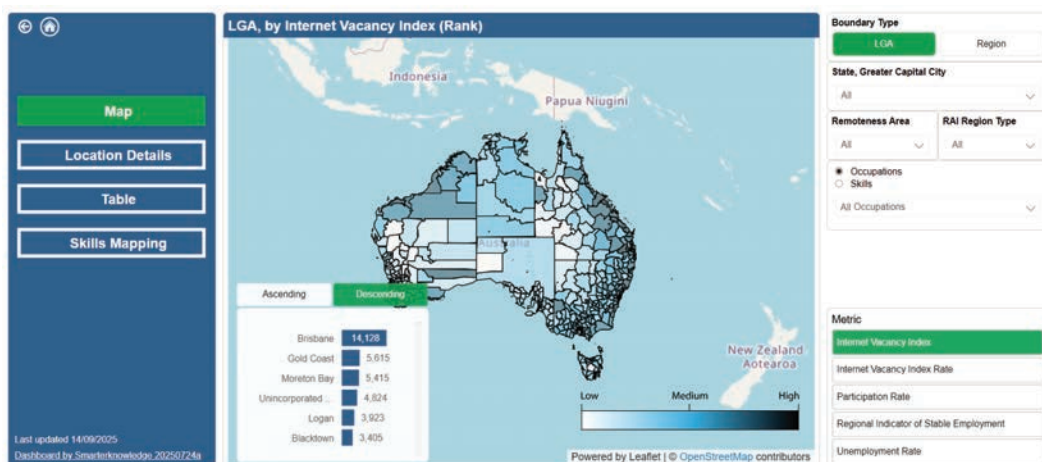 LGA, by Internet Vacancy Index (Rank)
Map
Location Details
Table
Skills Mapping
Last updated 14/09/2025
Dashboard by Smarterknowledge 20250724a
Indonesia
Papua Niugini
Australia
New Zealand
Aotearoa
Ascending
Descending
Brisbane 14,128
Gold Coast 5,615
Moreton Bay 5,415
Unincorporated ... 4,824
Logan 3,923
Blacktown 3,405
Low Medium High
Powered by Leaflet | © OpenStreetMap contributors
Boundary Type
LGA Region
State, Greater Capital City
All
Remoteness Area RAI Region Type
All All
Occupations
Skills
All Occupations
Metric
Internet Vacancy Index
Internet Vacancy Index Rate
Participation Rate
Regional Indicator of Stable Employment
Unemployment Rate